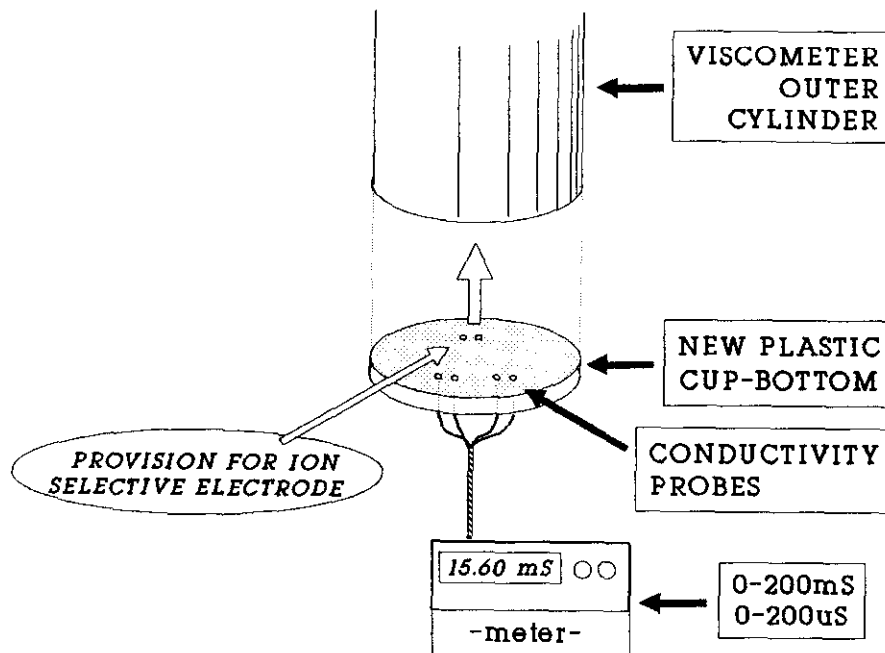 VISCOMETER
OUTER
CYLINDER
NEW PLASTIC
CUP-BOTTOM
PROVISION FOR ION
SELECTIVE ELECTRODE
CONDUCTIVITY
PROBES
15.60 mS
-meter-
0-200mS
0-200uS